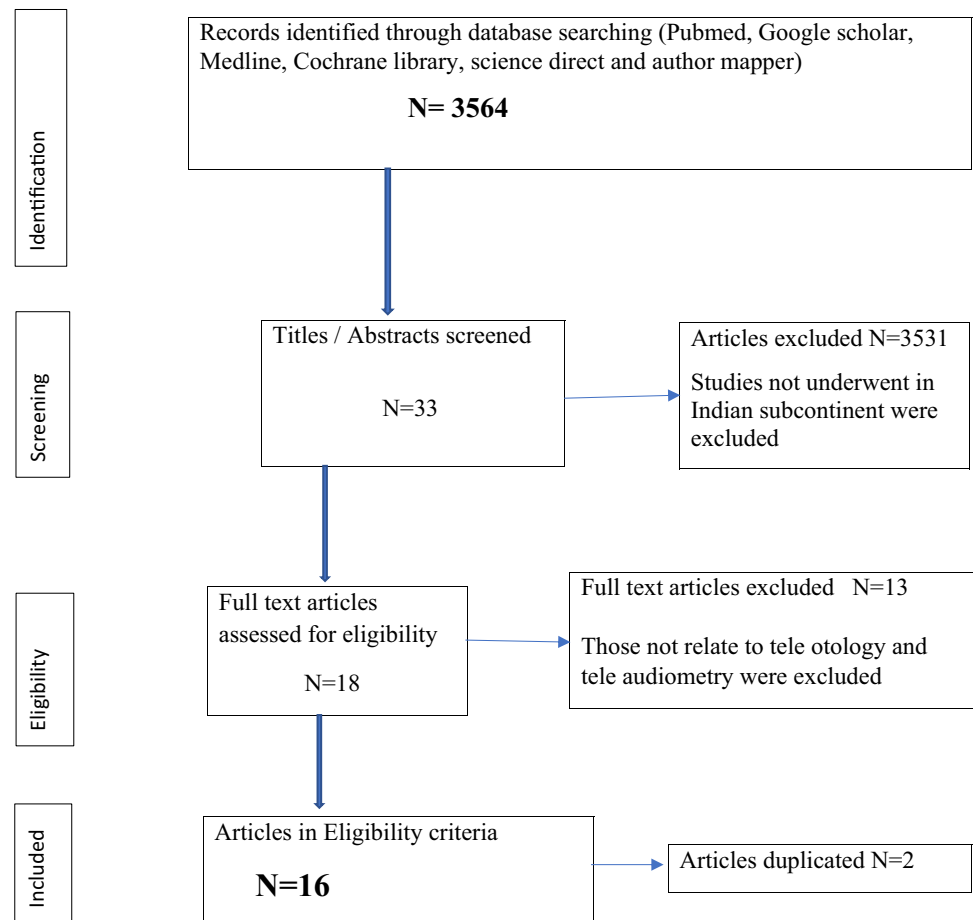 Identification
Records identified through database searching (Pubmed, Google scholar,
Medline, Cochrane library, science direct and author mapper)
N= 3564
Screening
Titles / Abstracts screened
N=33
Articles excluded N=3531
Studies not underwent in
Indian subcontinent were
excluded
Eligibility
Full text articles
assessed for eligibility
N=18
Full text articles excluded N=13
Those not relate to tele otology and
tele audiometry were excluded
Included
Articles in Eligibility criteria
N=16
Articles duplicated N=2